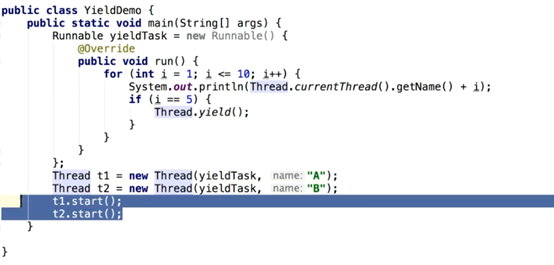 public class YieldDemo {
    public static void main(String[] args) {
        Runnable yieldTask = new Runnable() {
            @Override
            public void run() {
                for (int i = 1; i <= 10; i++) {
                    System.out.println(Thread.currentThread().getName() + i);
                    if (i == 5) {
                        Thread.yield();
                    }
                }
            }
        };
        Thread t1 = new Thread(yieldTask, name: "A");
        Thread t2 = new Thread(yieldTask, name: "B");
        t1.start();
        t2.start();
    }
}